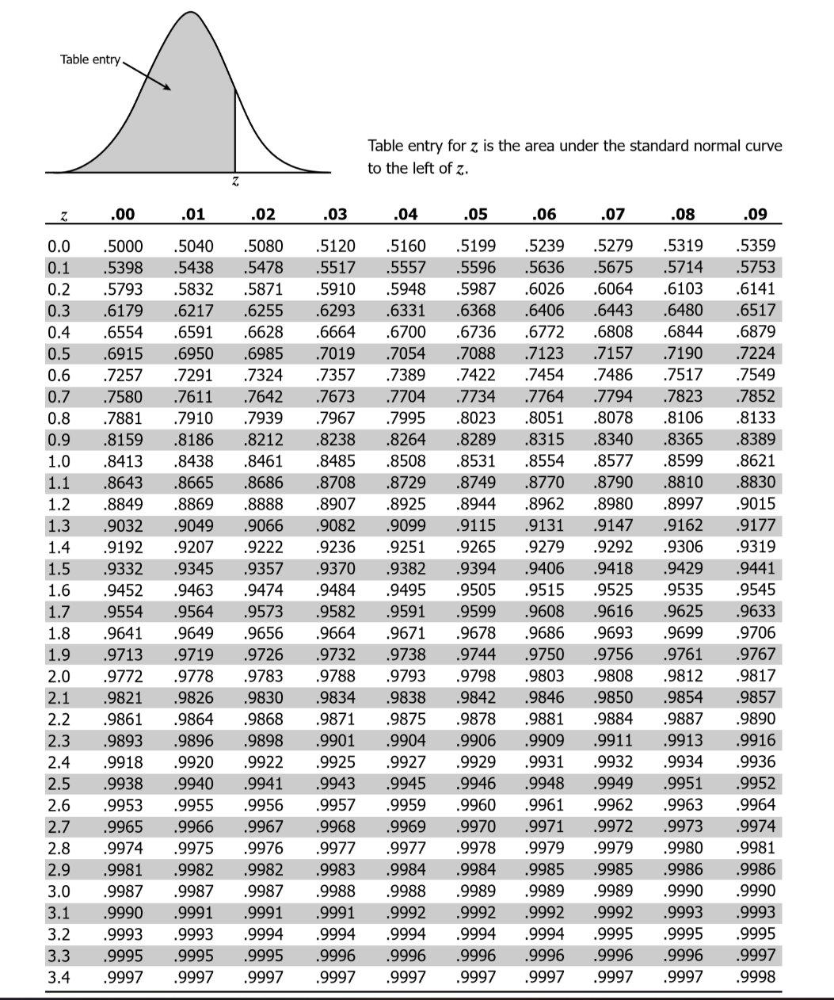 Table entry
Table entry for z is the area under the standard normal curve
to the left of z.
z
z .00 .01 .02 .03 .04 .05 .06 .07 .08 .09
0.0 .5000 .5040 .5080 .5120 .5160 .5199 .5239 .5279 .5319 .5359
0.1 .5398 .5438 .5478 .5517 .5557 .5596 .5636 .5675 .5714 .5753
0.2 .5793 .5832 .5871 .5910 .5948 .5987 .6026 .6064 .6103 .6141
0.3 .6179 .6217 .6255 .6293 .6331 .6368 .6406 .6443 .6480 .6517
0.4 .6554 .6591 .6628 .6664 .6700 .6736 .6772 .6808 .6844 .6879
0.5 .6915 .6950 .6985 .7019 .7054 .7088 .7123 .7157 .7190 .7224
0.6 .7257 .7291 .7324 .7357 .7389 .7422 .7454 .7486 .7517 .7549
0.7 .7580 .7611 .7642 .7673 .7704 .7734 .7764 .7794 .7823 .7852
0.8 .7881 .7910 .7939 .7967 .7995 .8023 .8051 .8078 .8106 .8133
0.9 .8159 .8186 .8212 .8238 .8264 .8289 .8315 .8340 .8365 .8389
1.0 .8413 .8438 .8461 .8485 .8508 .8531 .8554 .8577 .8599 .8621
1.1 .8643 .8665 .8686 .8708 .8729 .8749 .8770 .8790 .8810 .8830
1.2 .8849 .8869 .8888 .8907 .8925 .8944 .8962 .8980 .8997 .9015
1.3 .9032 .9049 .9066 .9082 .9099 .9115 .9131 .9147 .9162 .9177
1.4 .9192 .9207 .9222 .9236 .9251 .9265 .9279 .9292 .9306 .9319
1.5 .9332 .9345 .9357 .9370 .9382 .9394 .9406 .9418 .9429 .9441
1.6 .9452 .9463 .9474 .9484 .9495 .9505 .9515 .9525 .9535 .9545
1.7 .9554 .9564 .9573 .9582 .9591 .9599 .9608 .9616 .9625 .9633
1.8 .9641 .9649 .9656 .9664 .9671 .9678 .9686 .9693 .9699 .9706
1.9 .9713 .9719 .9726 .9732 .9738 .9744 .9750 .9756 .9761 .9767
2.0 .9772 .9778 .9783 .9788 .9793 .9798 .9803 .9808 .9812 .9817
2.1 .9821 .9826 .9830 .9834 .9838 .9842 .9846 .9850 .9854 .9857
2.2 .9861 .9864 .9868 .9871 .9875 .9878 .9881 .9884 .9887 .9890
2.3 .9893 .9896 .9898 .9901 .9904 .9906 .9909 .9911 .9913 .9916
2.4 .9918 .9920 .9922 .9925 .9927 .9929 .9931 .9932 .9934 .9936
2.5 .9938 .9940 .9941 .9943 .9945 .9946 .9948 .9949 .9951 .9952
2.6 .9953 .9955 .9956 .9957 .9959 .9960 .9961 .9962 .9963 .9964
2.7 .9965 .9966 .9967 .9968 .9969 .9970 .9971 .9972 .9973 .9974
2.8 .9974 .9975 .9976 .9977 .9977 .9978 .9979 .9979 .9980 .9981
2.9 .9981 .9982 .9982 .9983 .9984 .9984 .9985 .9985 .9986 .9986
3.0 .9987 .9987 .9987 .9988 .9988 .9989 .9989 .9989 .9990 .9990
3.1 .9990 .9991 .9991 .9991 .9992 .9992 .9992 .9992 .9993 .9993
3.2 .9993 .9993 .9994 .9994 .9994 .9994 .9994 .9995 .9995 .9995
3.3 .9995 .9995 .9995 .9996 .9996 .9996 .9996 .9996 .9996 .9997
3.4 .9997 .9997 .9997 .9997 .9997 .9997 .9997 .9997 .9997 .9998